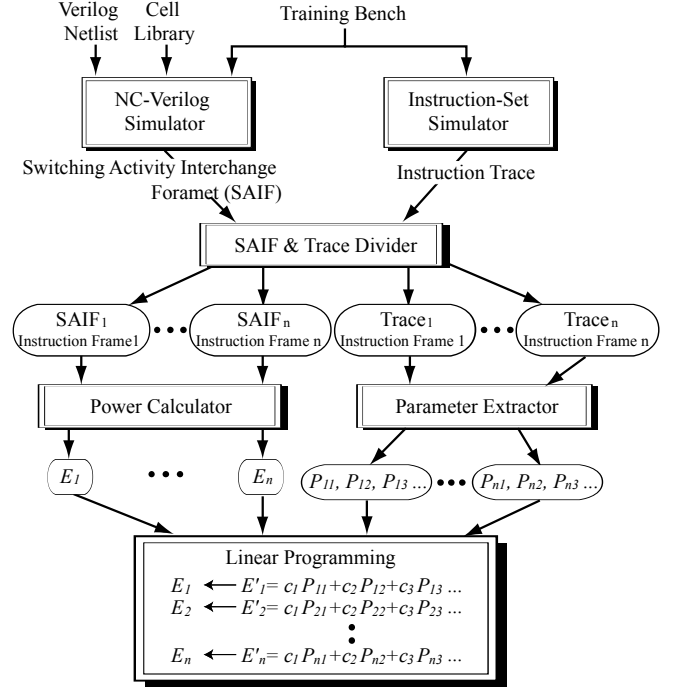 Verilog Netlist
Cell Library
Training Bench
NC-Verilog
Simulator
Instruction-Set
Simulator
Switching Activity Interchange
Foramet (SAIF)
Instruction Trace
SAIF & Trace Divider
SAIF1
Instruction Frame1
SAIFn
Instruction Frame n
Trace1
Instruction Frame 1
Tracen
Instruction Frame n
Power Calculator
Parameter Extractor
E1
En
P11, P12, P13 ...
Pn1, Pn2, Pn3 ...
Linear Programming
E1 ← E'1= c1 P11+c2 P12+c3 P13 ...
E2 ← E'2= c1 P21+c2 P22+c3 P23 ...
En ← E'n= c1 Pn1+c2 Pn2+c3 Pn3 ...